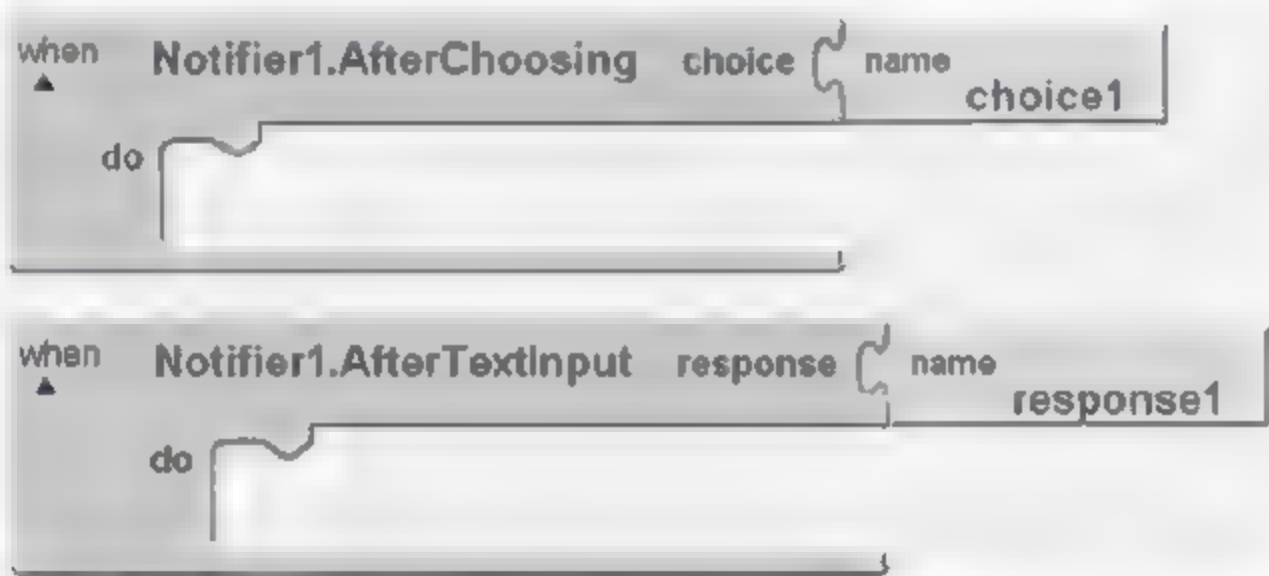 when Notifier1.AfterChoosing choice name
choice1
do
when Notifier1.AfterTextInput response name
response1
do